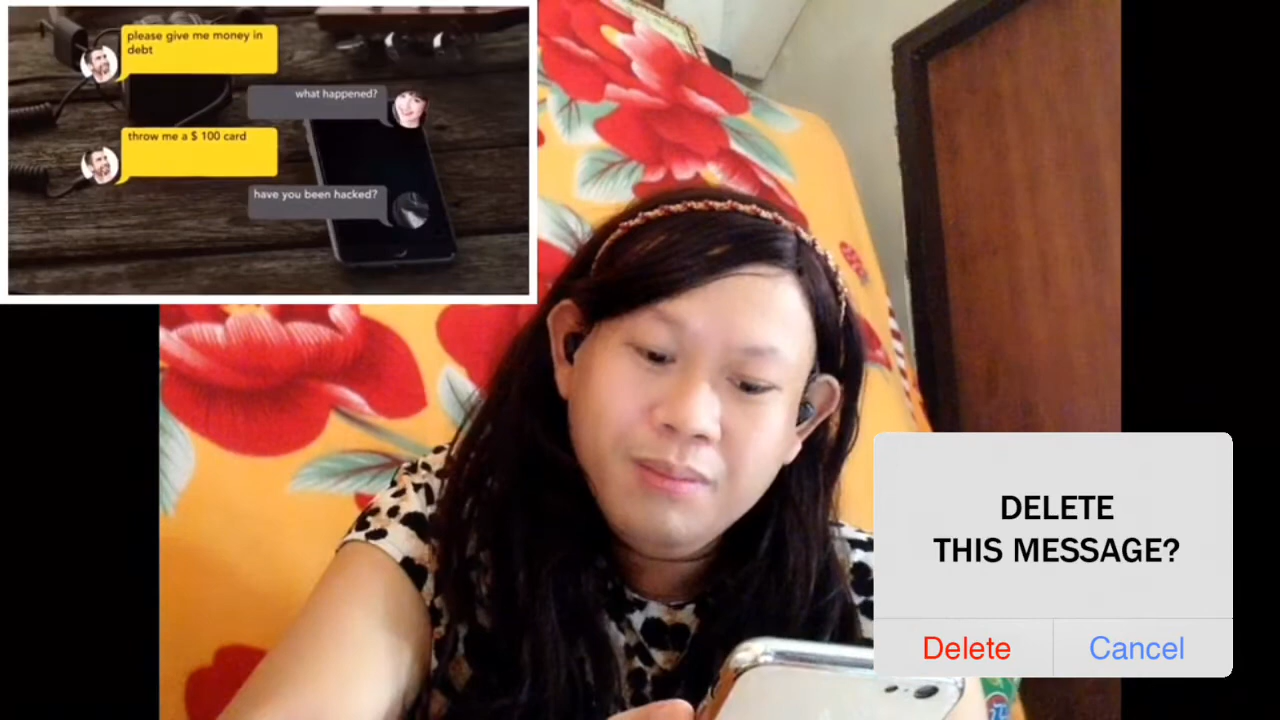 please give me money in
debt
what happened?
throw me a $ 100 card
have you been hacked?
DELETE
THIS MESSAGE?
Delete
Cancel